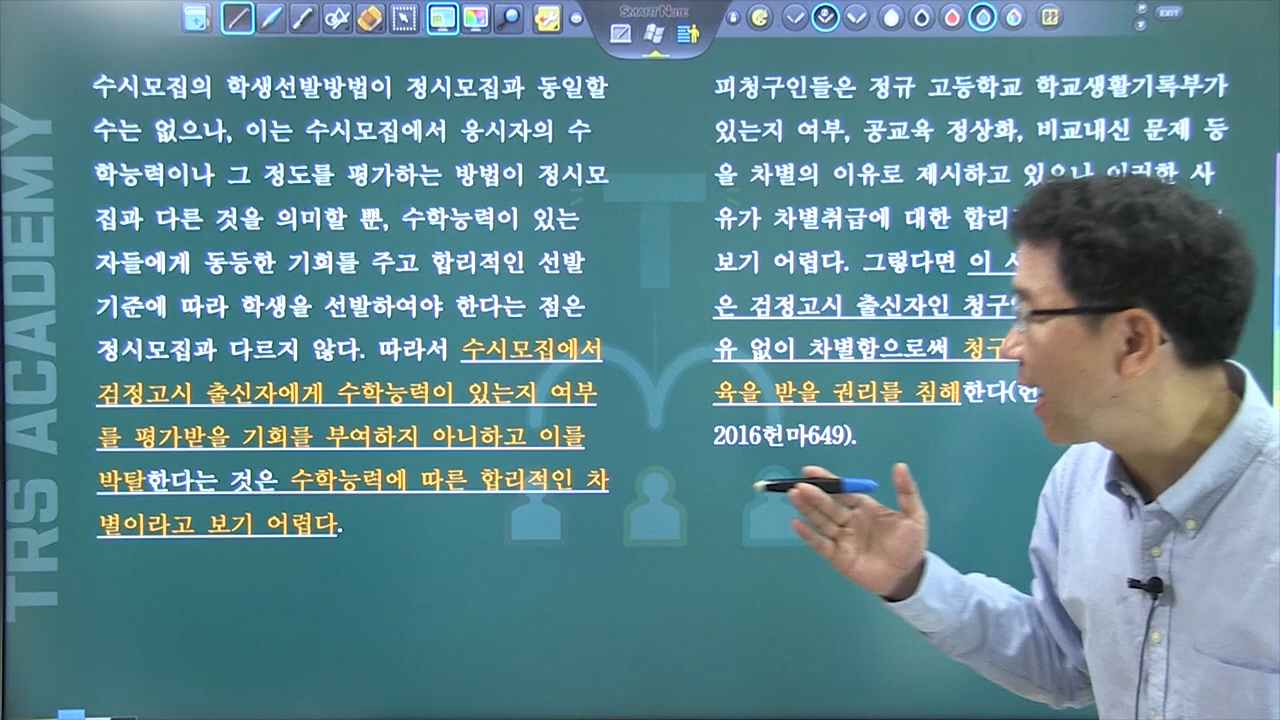 SMART NOTE
EXIT
수시모집의 학생선발방법이 정시모집과 동일할
수는 없으나, 이는 수시모집에서 응시자의 수
학능력이나 그 정도를 평가하는 방법이 정시모
집과 다른 것을 의미할 뿐, 수학능력이 있는
자들에게 동등한 기회를 주고 합리적인 선발
기준에 따라 학생을 선발하여야 한다는 점은
정시모집과 다르지 않다. 따라서 수시모집에서
검정고시 출신자에게 수학능력이 있는지 여부
를 평가받을 기회를 부여하지 아니하고 이를
박탈한다는 것은 수학능력에 따른 합리적인 차
별이라고 보기 어렵다.
피청구인들은 정규 고등학교 학교생활기록부가
있는지 여부, 공교육 정상화, 비교내신 문제 등
을 차별의 이유로 제시하고 있으나 이러한 사
유가 차별취급에 대한
보기 어렵다. 그렇다면 이
은 검정고시 출신자인
유 없이 차별함으로써
육을 받을 권리를 침해한다
2016헌마649).
TRS ACADEMY